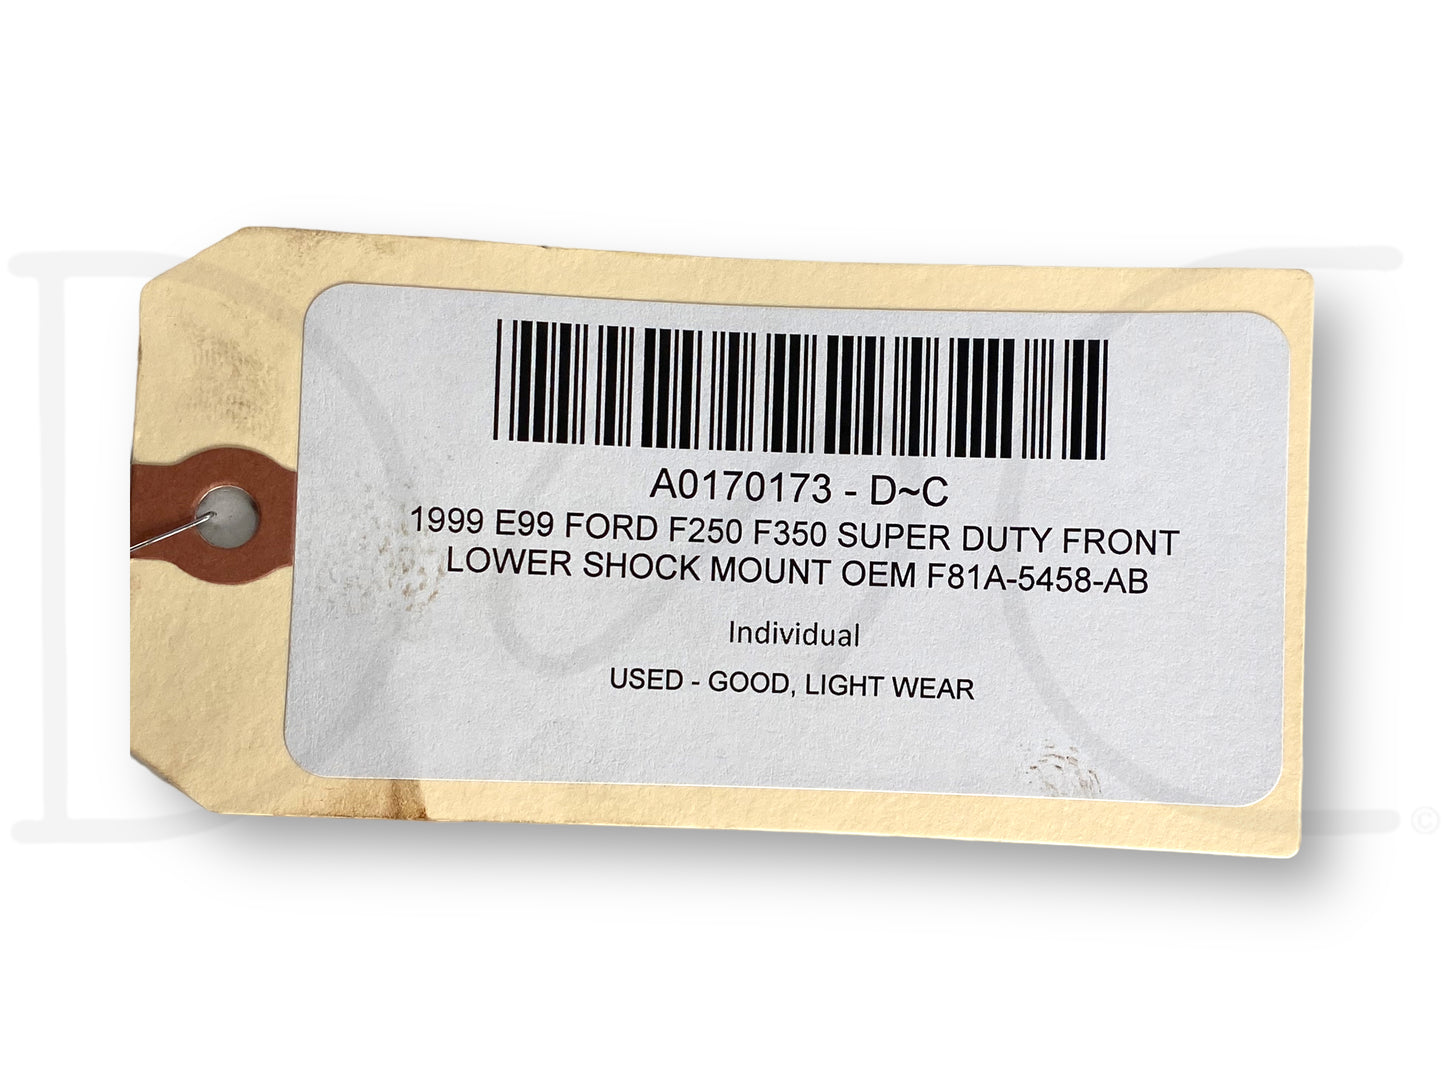 A0170173 - D~C
1999 E99 FORD F250 F350 SUPER DUTY FRONT
LOWER SHOCK MOUNT OEM F81A-5458-AB
Individual
USED - GOOD, LIGHT WEAR
D~C
©